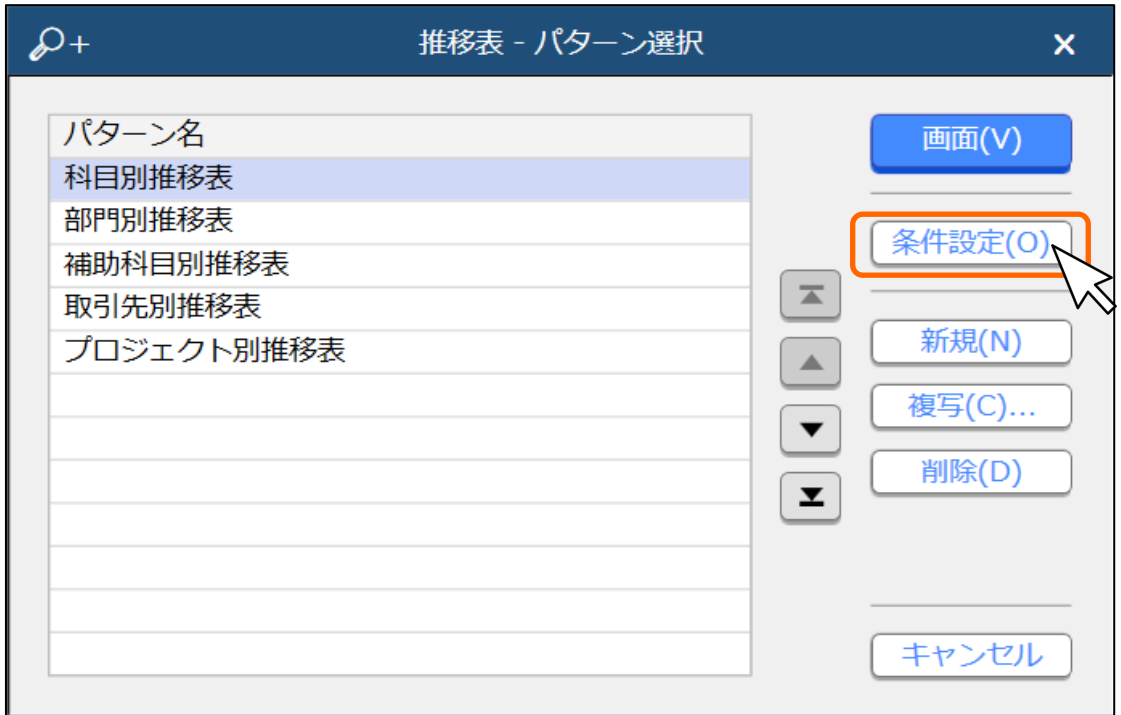 推移表 - パターン選択
パターン名
科目別推移表
部門別推移表
補助科目別推移表
取引先別推移表
プロジェクト別推移表
画面(V)
条件設定(O)
新規(N)
複写(C)...
削除(D)
キャンセル